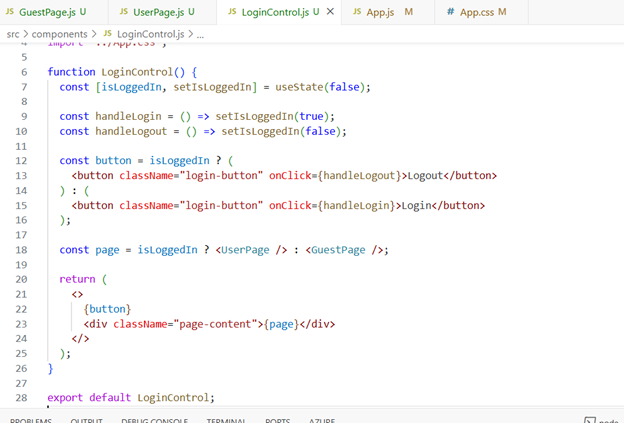 JS GuestPage.js U JS UserPage.js U JS LoginControl.js U × JS App.js M # App.css M
src > components > JS LoginControl.js > ...
4 import '../App.css';
5
6 function LoginControl() {
7 const [isLoggedIn, setIsLoggedIn] = useState(false);
8
9 const handleLogin = () => setIsLoggedIn(true);
10 const handleLogout = () => setIsLoggedIn(false);
11
12 const button = isLoggedIn ? (
13 <button className="login-button" onClick={handleLogout}>Logout</button>
14 ) : (
15 <button className="login-button" onClick={handleLogin}>Login</button>
16 );
17
18 const page = isLoggedIn ? <UserPage /> : <GuestPage />;
19
20 return (
21 <>
22 {button}
23 <div className="page-content">{page}</div>
24 </>
25 );
26 }
27
28 export default LoginControl;
PROBLEMS OUTPUT DEBUG CONSOLE TERMINAL PORTS AZURE node